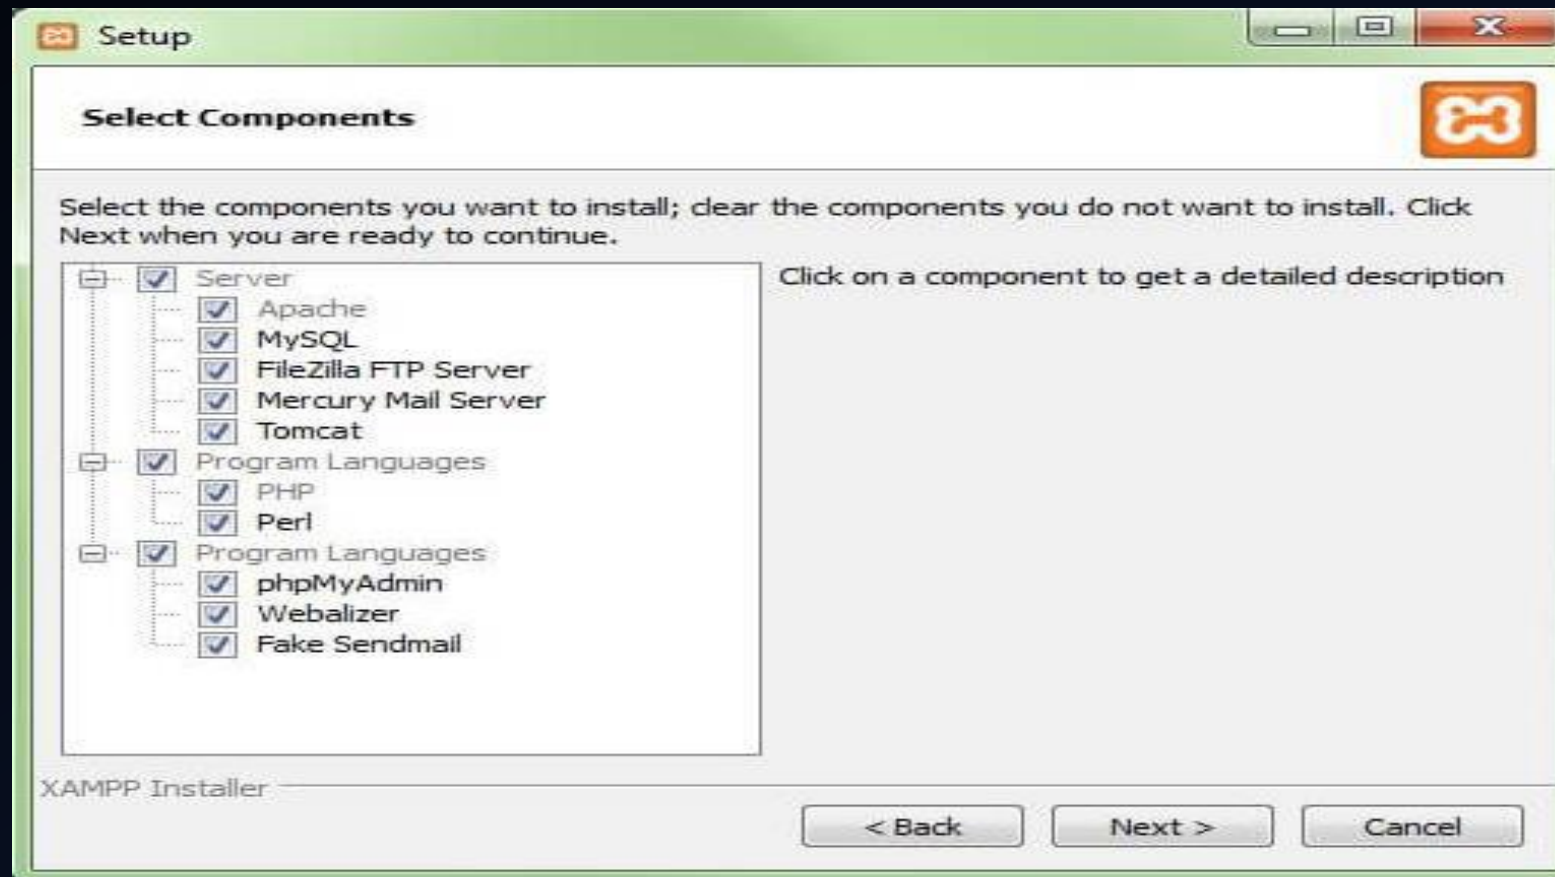 Setup
Select Components
Select the components you want to install; clear the components you do not want to install. Click
Next when you are ready to continue.
Server
Apache
MySQL
FileZilla FTP Server
Mercury Mail Server
Tomcat
Program Languages
PHP
Perl
Program Languages
phpMyAdmin
Webalizer
Fake Sendmail
Click on a component to get a detailed description
XAMPP Installer
< Back
Next >
Cancel